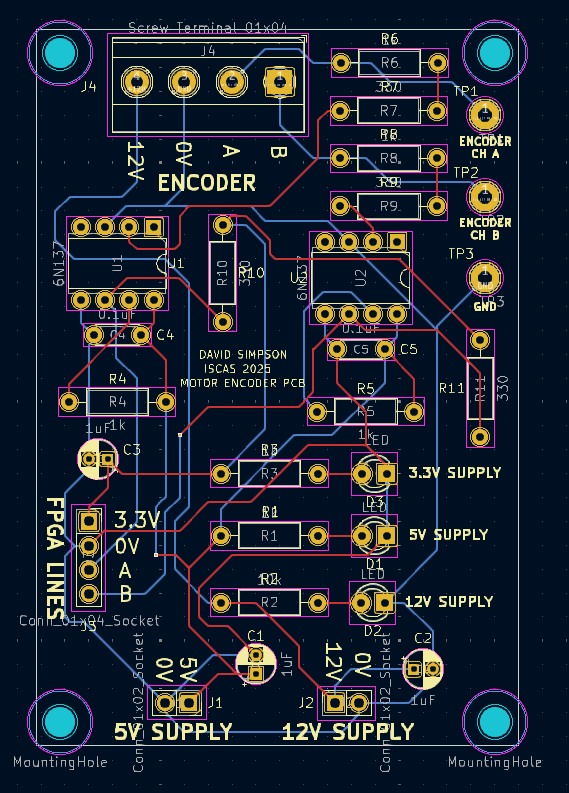 Screw_Terminal_01x04
J4
J4
12V
0V
A
B
ENCODER
R6
R6
R7
R7
R8
R8
R9
R9
TP1
ENCODER
CH A
TP2
ENCODER
CH B
TP3
GND
6N137
U1
U1
R10
R10
330
6N137
U2
0.1uF
C4
C4
0.1uF
C5
C5
DAVID SIMPSON
ISCAS 2025
MOTOR ENCODER PCB
R4
R4
1k
R5
R5
1k
R11
R11
330
1uF
C3
R3
LED
D3
3.3V SUPPLY
FPGA LINES
3.3V
0V
A
B
Conn_01x04_Socket
J5
R1
R1
LED
D1
5V SUPPLY
R2
R2
10k
LED
D2
12V SUPPLY
C1
1uF
C2
1uF
Conn_01x02_Socket
0V
5V
J1
5V SUPPLY
12V
0V
J2
Conn_01x02_Socket
12V SUPPLY
MountingHole
MountingHole